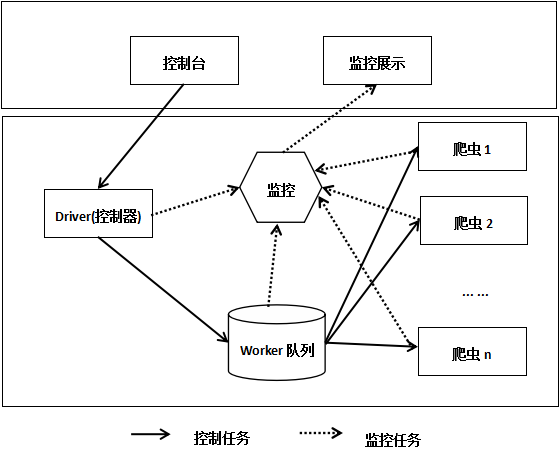 控制台
监控展示
监控
爬虫 1
Driver(控制器)
爬虫 2
... ...
Worker 队列
爬虫 n
控制任务
监控任务